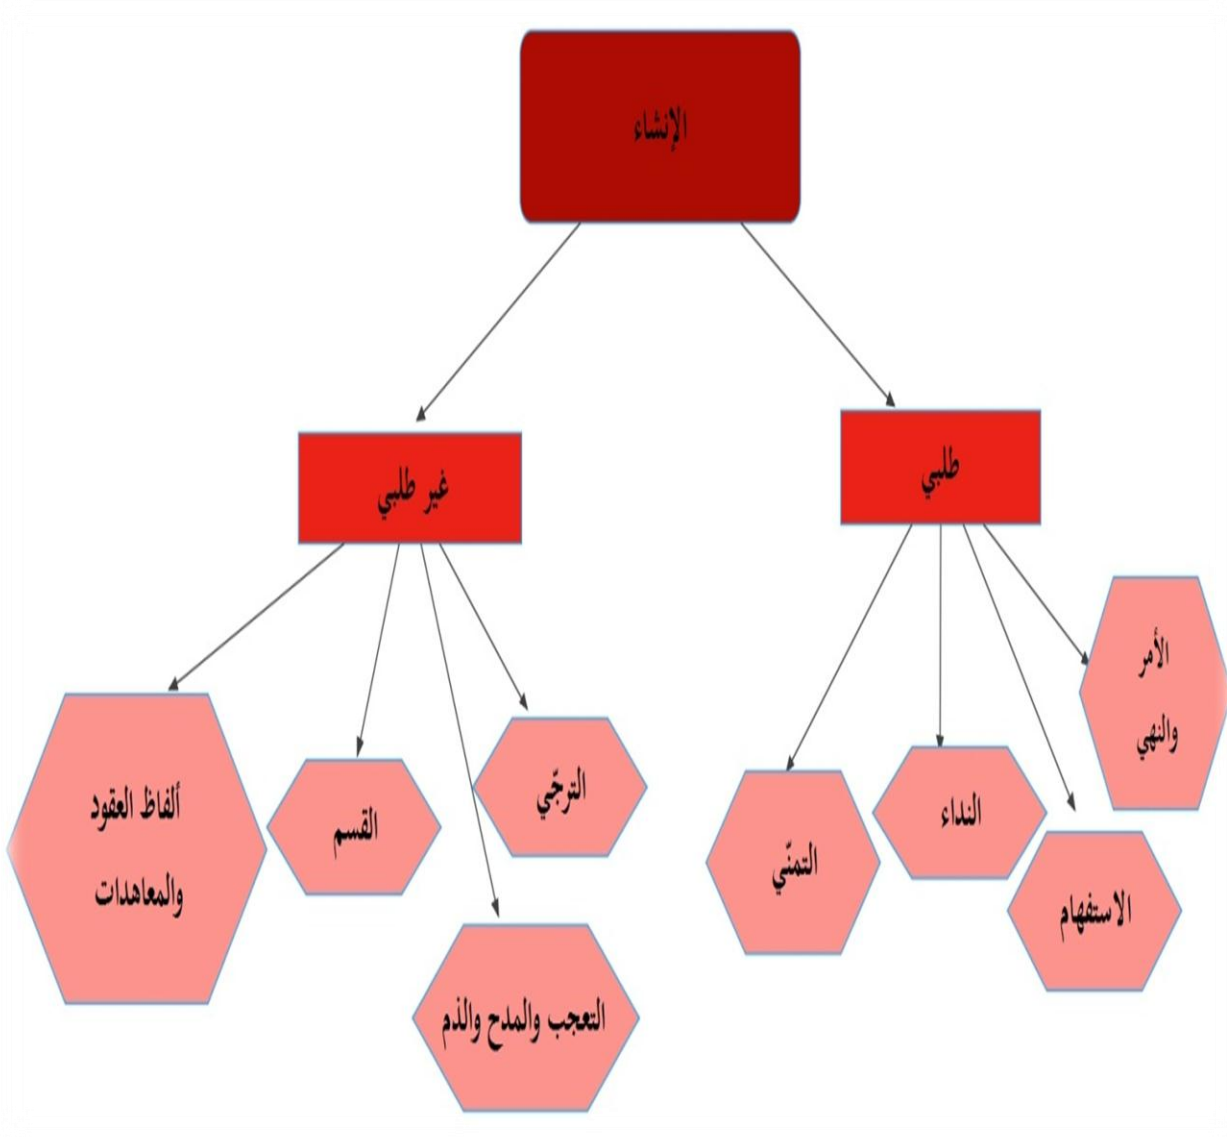 الإنشاء
طلبي
غير طلبي
الأمر
والنهي
الاستفهام
النداء
التمنّي
الترجّي
التعجب والمدح والذم
القسم
ألفاظ العقود
والمعاهدات